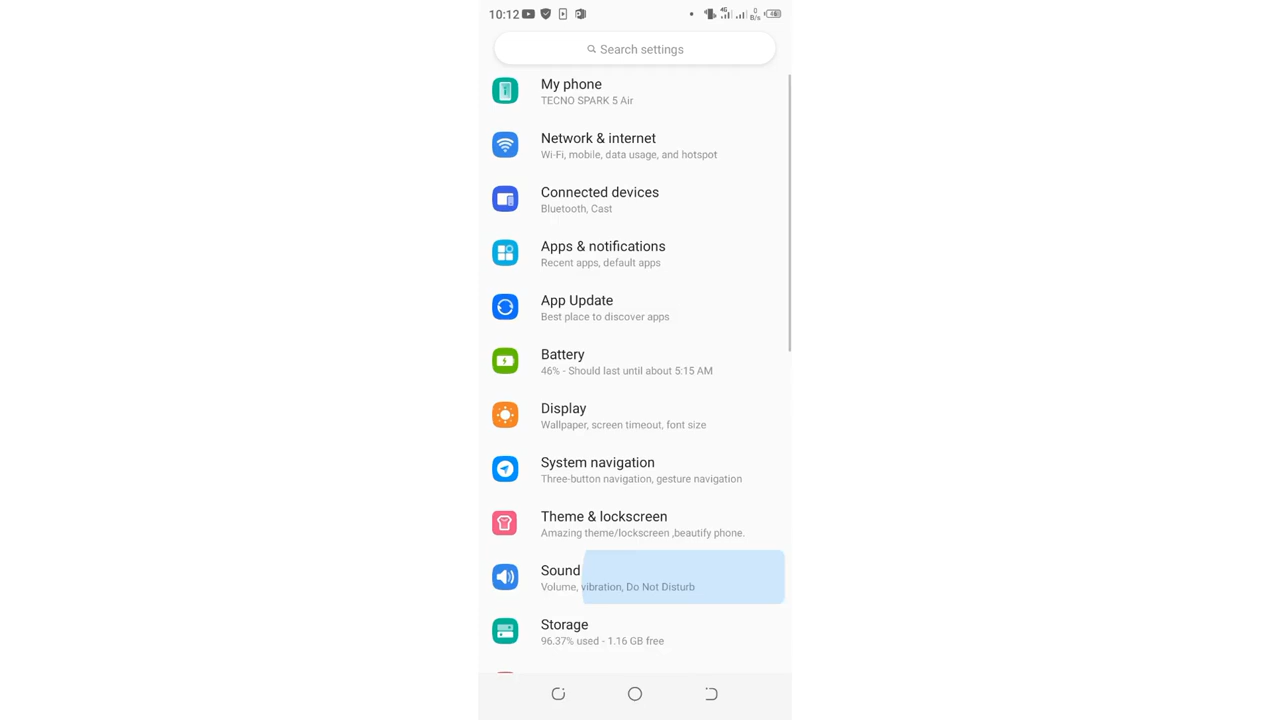 10:12 4G 0 B/s 46
Search settings
My phone
TECNO SPARK 5 Air
Network & internet
Wi-Fi, mobile, data usage, and hotspot
Connected devices
Bluetooth, Cast
Apps & notifications
Recent apps, default apps
App Update
Best place to discover apps
Battery
46% - Should last until about 5:15 AM
Display
Wallpaper, screen timeout, font size
System navigation
Three-button navigation, gesture navigation
Theme & lockscreen
Amazing theme/lockscreen ,beautify phone.
Sound
Volume, vibration, Do Not Disturb
Storage
96.37% used - 1.16 GB free